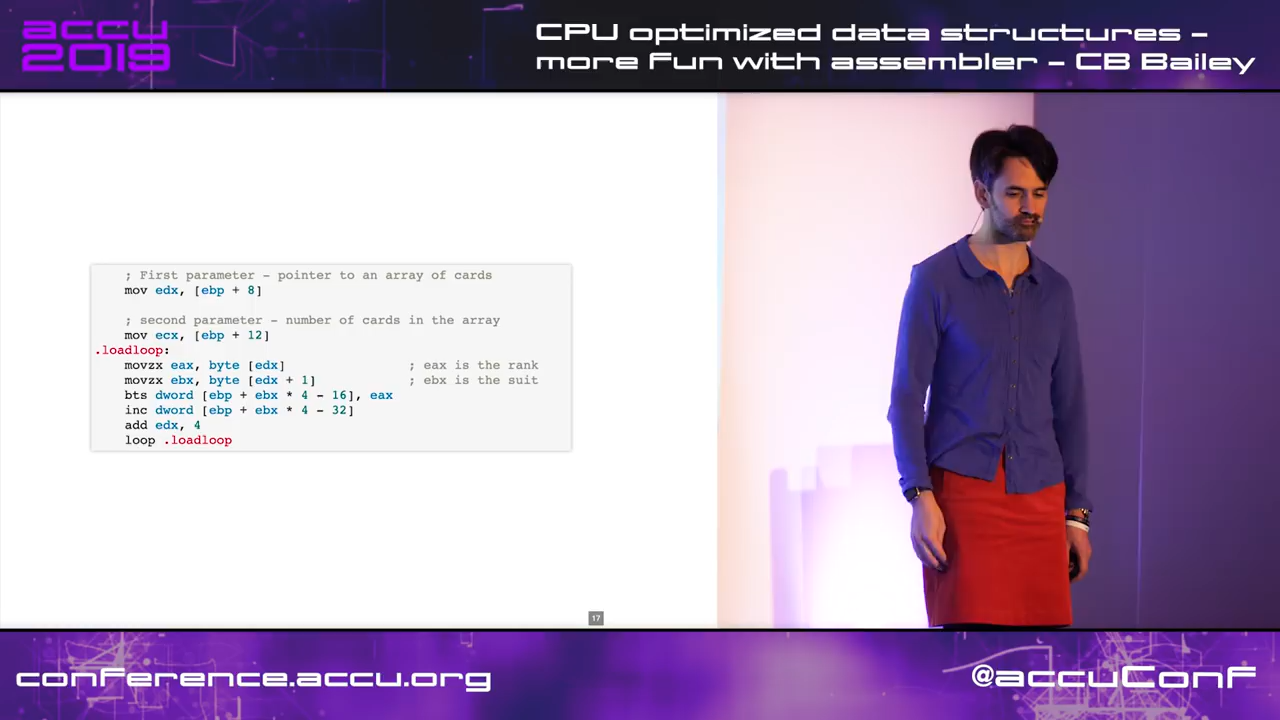 accu
2019
CPU optimized data structures -
more fun with assembler - CB Bailey
; First parameter - pointer to an array of cards
mov edx, [ebp + 8]
; second parameter - number of cards in the array
mov ecx, [ebp + 12]
.loadloop:
movzx eax, byte [edx] ; eax is the rank
movzx ebx, byte [edx + 1] ; ebx is the suit
bts dword [ebp + ebx * 4 - 16], eax
inc dword [ebp + ebx * 4 - 32]
add edx, 4
loop .loadloop
17
conference.accu.org
@accuConf